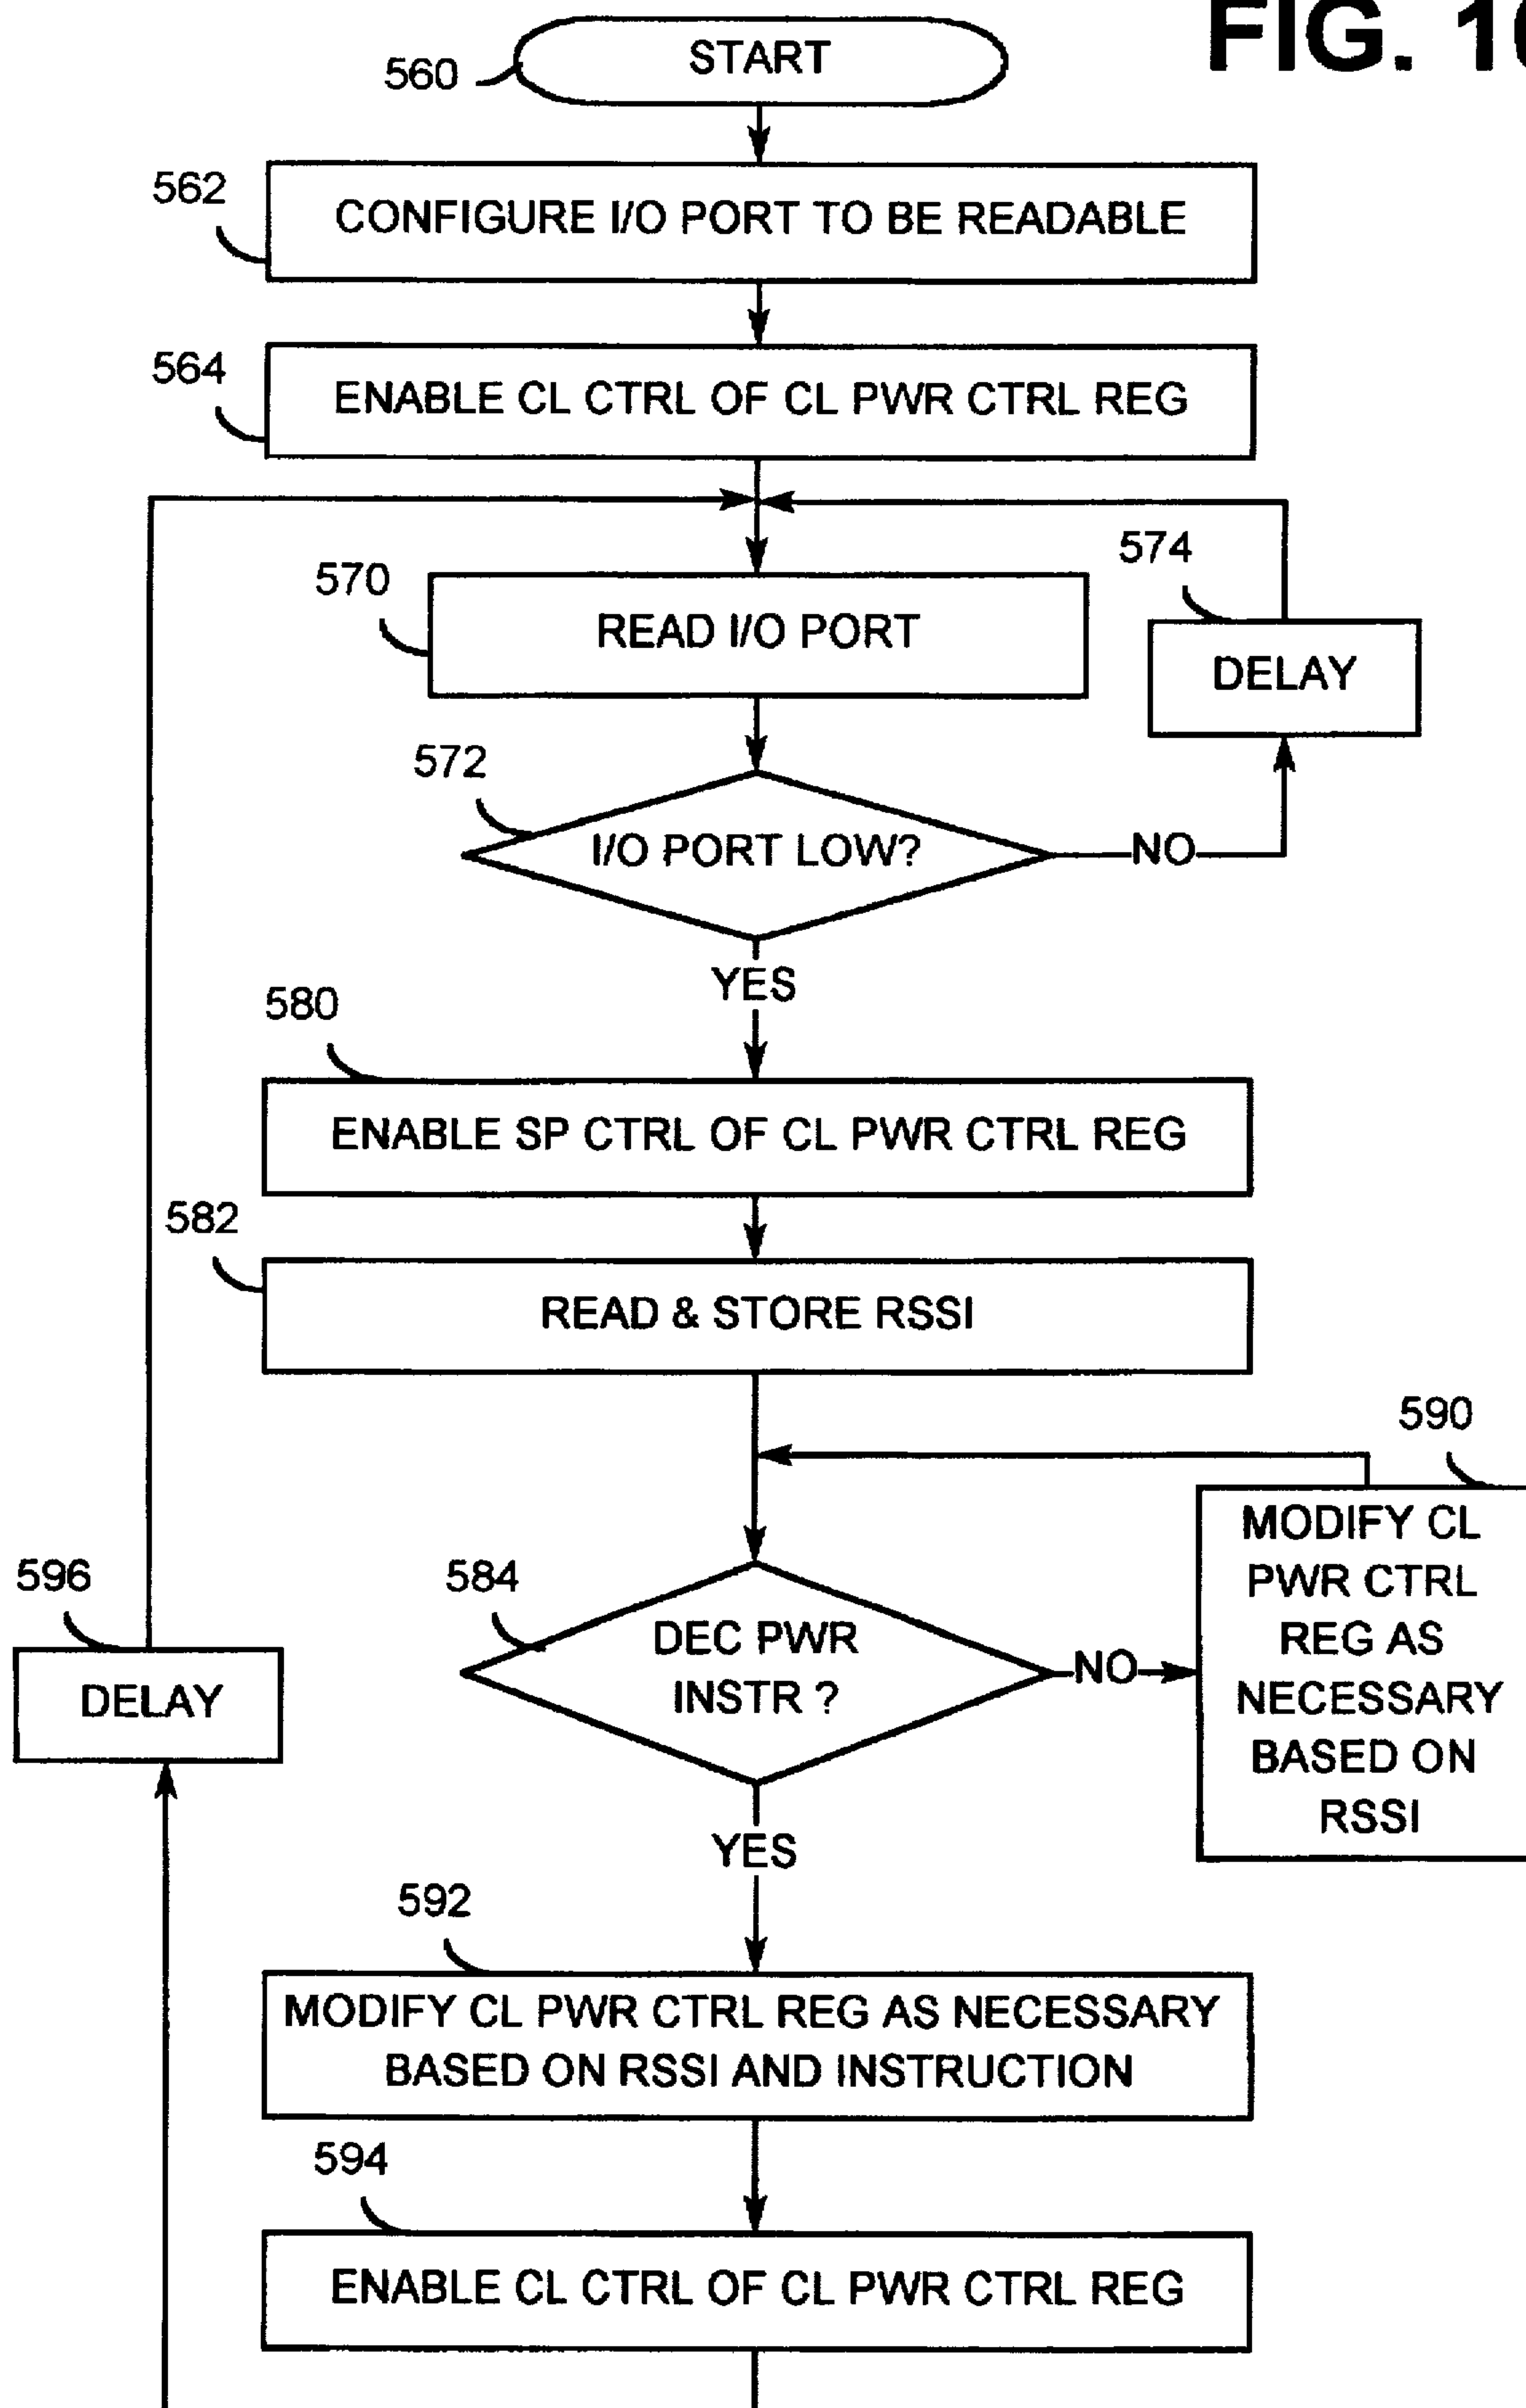 FIG. 10
560
START
562
CONFIGURE I/O PORT TO BE READABLE
564
ENABLE CL CTRL OF CL PWR CTRL REG
574
570
READ I/O PORT
DELAY
572
I/O PORT LOW?
NO
YES
580
ENABLE SP CTRL OF CL PWR CTRL REG
582
READ & STORE RSSI
590
MODIFY CL
PWR CTRL
REG AS
NECESSARY
BASED ON
RSSI
596
DELAY
584
DEC PWR
INSTR ?
NO
YES
592
MODIFY CL PWR CTRL REG AS NECESSARY
BASED ON RSSI AND INSTRUCTION
594
ENABLE CL CTRL OF CL PWR CTRL REG